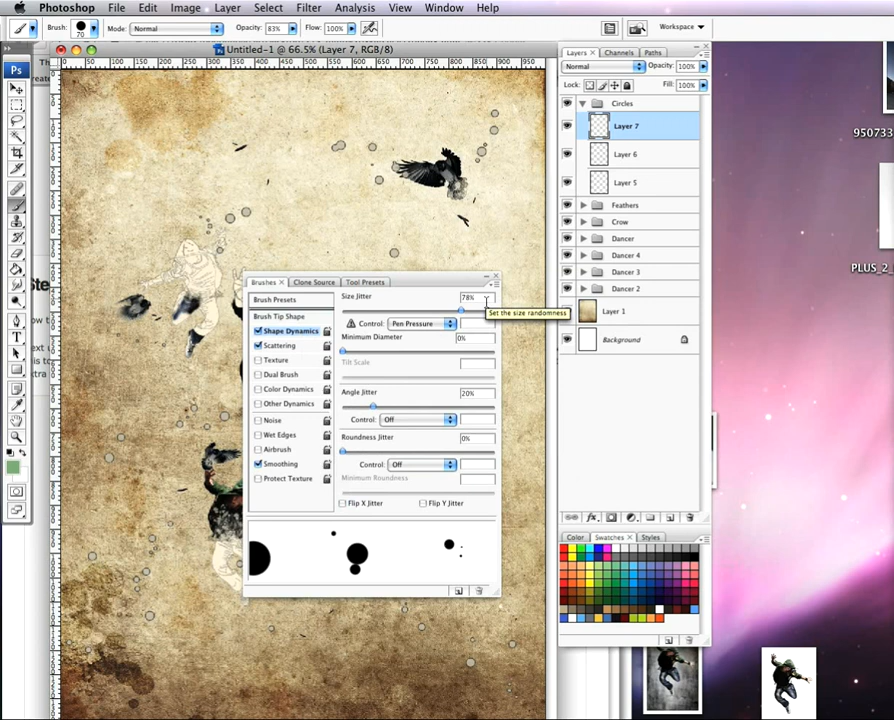 Photoshop File Edit Image Layer Select Filter Analysis View Window Help
Brush: 70 Mode: Normal Opacity: 83% Flow: 100% Workspace
Untitled-1 @ 66.5% (Layer 7, RGB/8)
Ps
Layers × Channels Paths
Normal Opacity: 100%
Lock: Fill: 100%
Circles
Layer 7
Layer 6
Layer 5
Feathers
Crow
Dancer
Dancer 4
Dancer 3
Dancer 2
Layer 1
Background
Brushes × Clone Source Tool Presets
Brush Presets
Brush Tip Shape
Shape Dynamics
Scattering
Texture
Dual Brush
Color Dynamics
Other Dynamics
Noise
Wet Edges
Airbrush
Smoothing
Protect Texture
Size Jitter 78%
Set the size randomness
Control: Pen Pressure
Minimum Diameter 0%
Tilt Scale
Angle Jitter 20%
Control: Off
Roundness Jitter 0%
Control: Off
Minimum Roundness
Flip X Jitter Flip Y Jitter
Color Swatches × Styles
950733
PLUS_2_